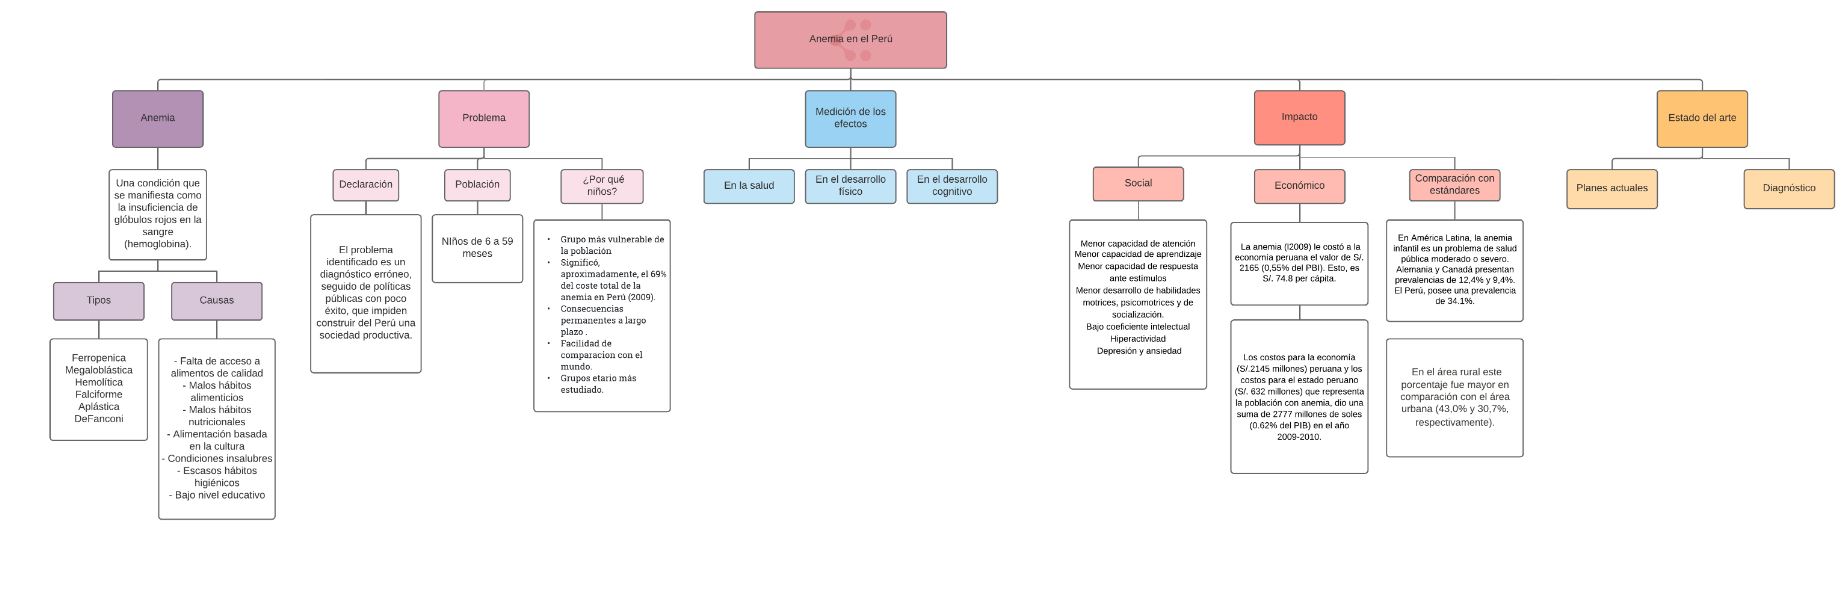 Anemia en el Perú
Anemia
Una condición que
se manifiesta como
la insuficiencia de
glóbulos rojos en la
sangre
(hemoglobina).
Tipos
Ferropenica
Megaloblástica
Hemolítica
Falciforme
Aplástica
DeFanconi
Causas
- Falta de acceso a
alimentos de calidad
- Malos hábitos
alimenticios
- Malos hábitos
nutricionales
- Alimentación basada
en la cultura
- Condiciones insalubres
- Escasos hábitos
higiénicos
- Bajo nivel educativo
Problema
Declaración
El problema
identificado es un
diagnóstico erróneo,
seguido de políticas
públicas con poco
éxito, que impiden
construir del Perú una
sociedad productiva.
Población
NIños de 6 a 59
meses
¿Por qué
niños?
• Grupo más vulnerable de
la población
• Significó,
aproximadamente, el 69%
del coste total de la
anemia en Perú (2009).
• Consecuencias
permanentes a largo
plazo .
• Facilidad de
comparacion con el
mundo.
• Grupos etario más
estudiado.
Medición de los
efectos
En la salud
En el desarrollo
físico
En el desarrollo
cognitivo
Impacto
Social
Menor capacidad de atención
Menor capacidad de aprendizaje
Menor capacidad de respuesta
ante estímulos
Menor desarrollo de habilidades
motrices, psicomotrices y de
socialización.
Bajo coeficiente intelectual
Hiperactividad
Depresión y ansiedad
Económico
La anemia (l2009) le costó a la
economía peruana el valor de S/.
2165 (0,55% del PBI). Esto, es
S/. 74.8 per cápita.
Los costos para la economía
(S/.2145 millones) peruana y los
costos para el estado peruano
(S/. 632 millones) que representa
la población con anemia, dio una
suma de 2777 millones de soles
(0.62% del PIB) en el año
2009-2010.
Comparación con
estándares
En América Latina, la anemia
infantil es un problema de salud
pública moderado o severo.
Alemania y Canadá presentan
prevalencias de 12,4% y 9,4%.
El Perú, posee una prevalencia
de 34.1%.
En el área rural este
porcentaje fue mayor en
comparación con el área
urbana (43,0% y 30,7%,
respectivamente).
Estado del arte
Planes actuales
Diagnóstico